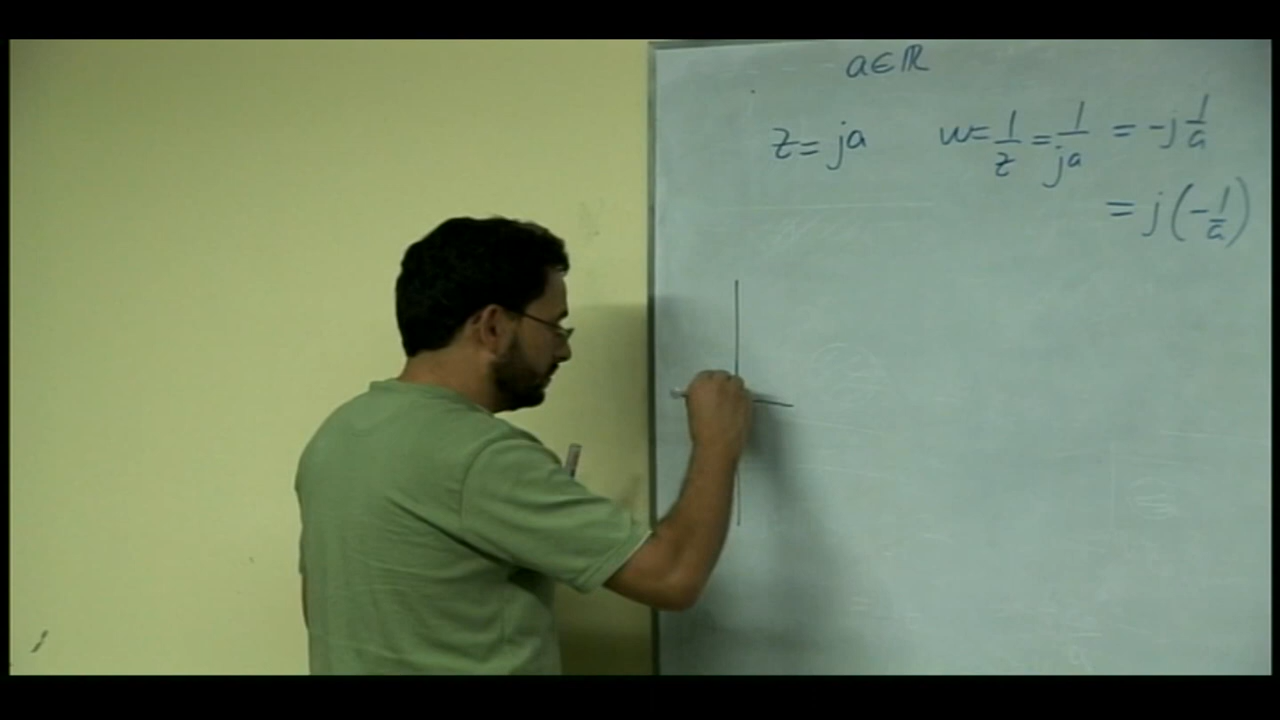 a∈ℝ
z = ja w = 1/z = 1/ja = -j 1/a
= j(-1/a)